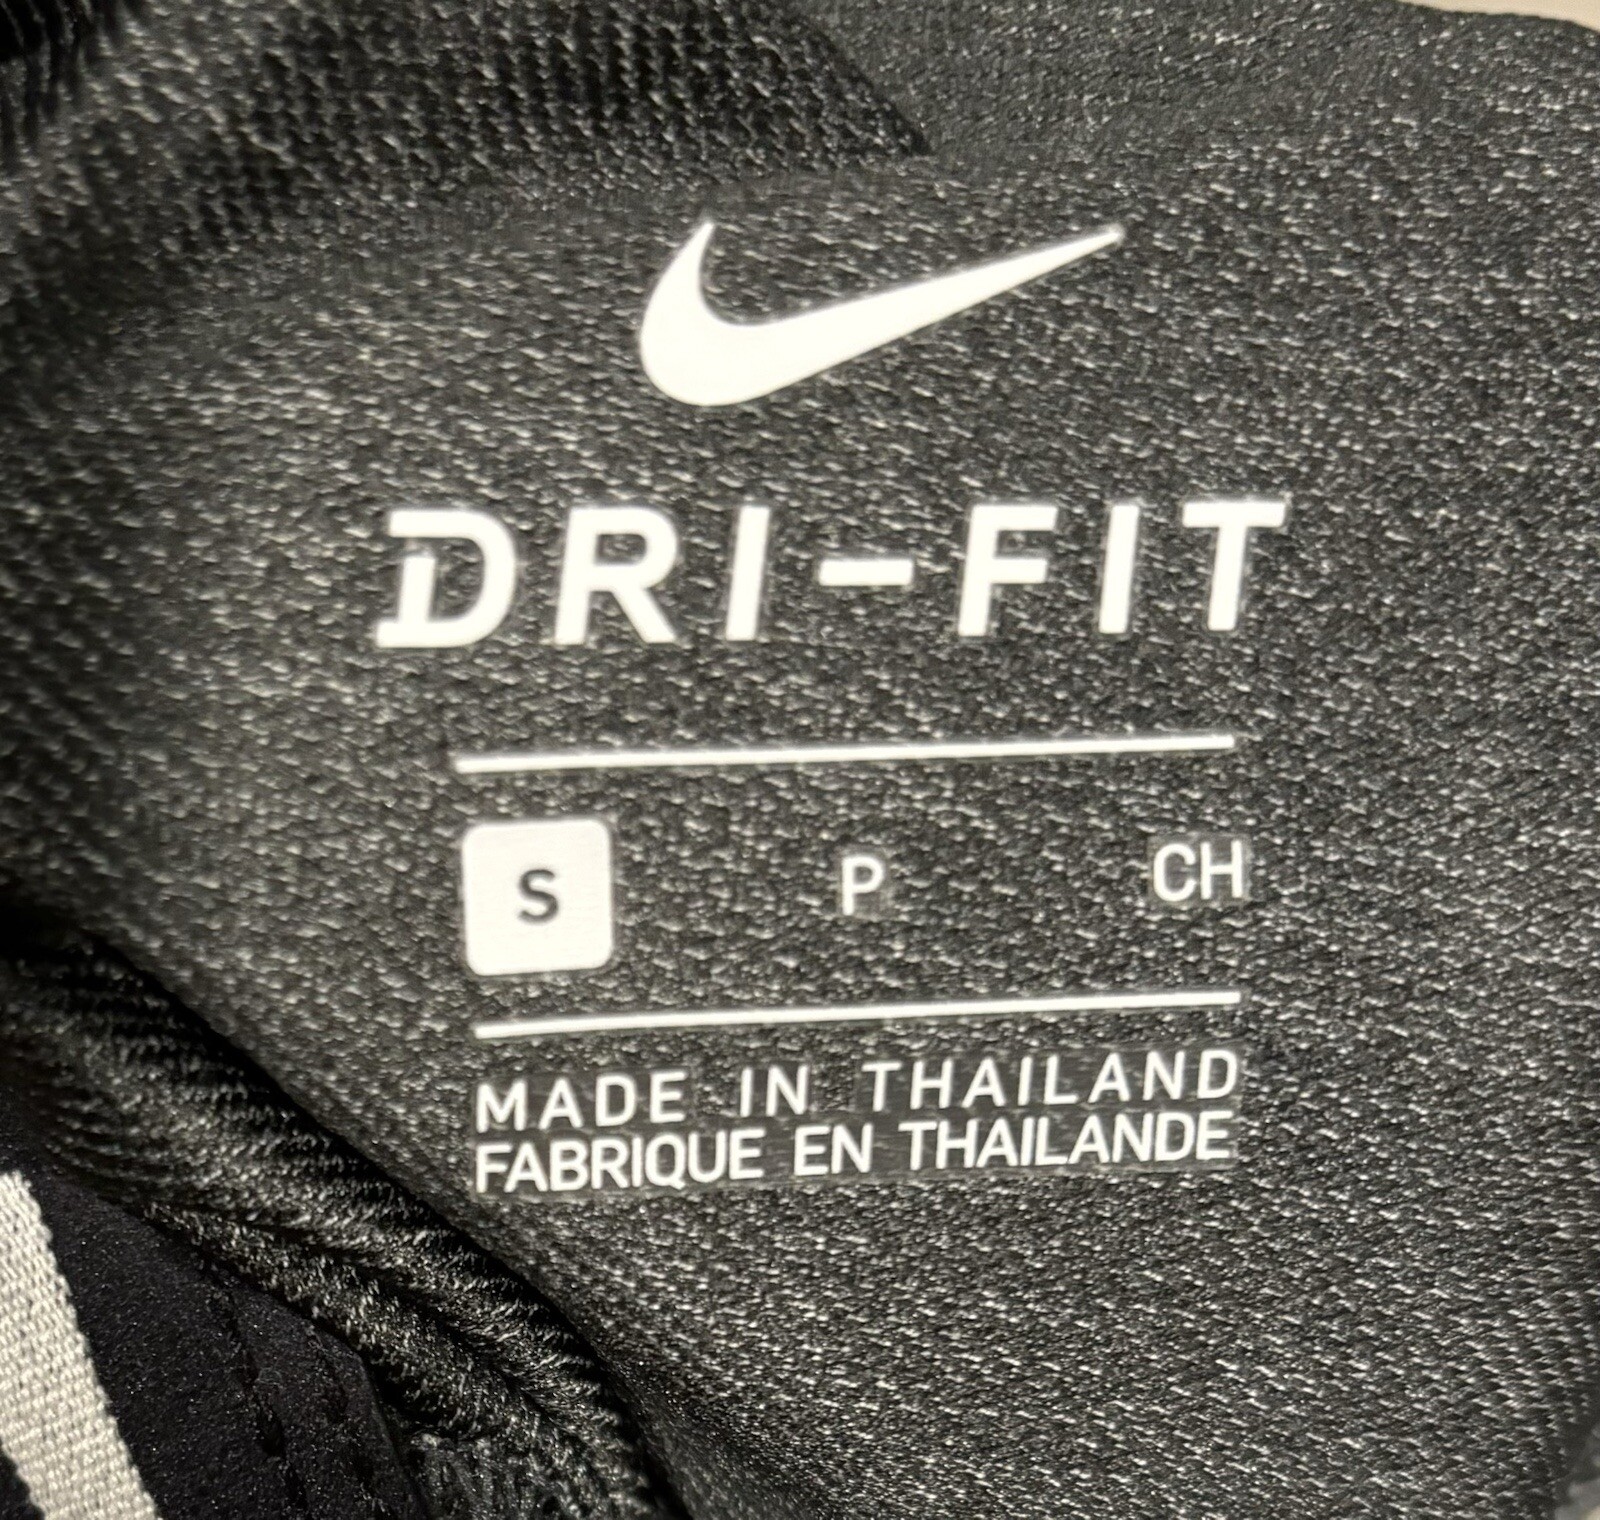 DRI-FIT
S P CH
MADE IN THAILAND
FABRIQUE EN THAILANDE